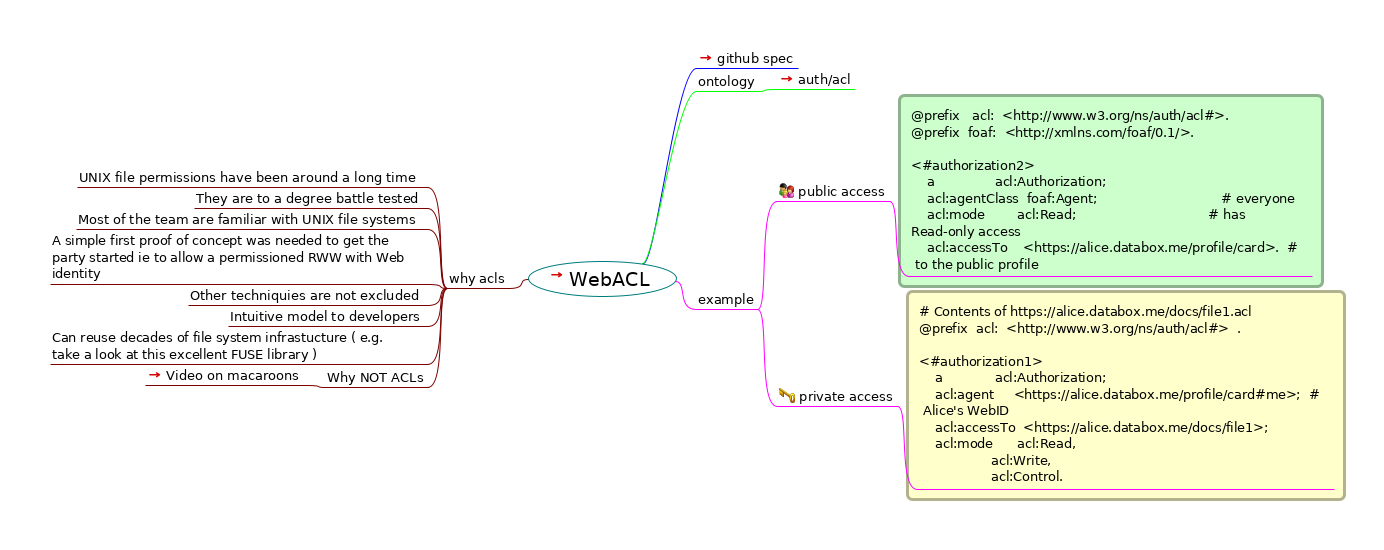 github spec
ontology
auth/acl
@prefix   acl:  <http://www.w3.org/ns/auth/acl#>.
@prefix  foaf:  <http://xmlns.com/foaf/0.1/>.
<#authorization2>
a               acl:Authorization;
acl:agentClass  foaf:Agent;                               # everyone
acl:mode        acl:Read;                                 # has
Read-only access
acl:accessTo    <https://alice.databox.me/profile/card>.  #
to the public profile
UNIX file permissions have been around a long time
They are to a degree battle tested
Most of the team are familiar with UNIX file systems
A simple first proof of concept was needed to get the
party started ie to allow a permissioned RWW with Web
identity
Other techniquies are not excluded
Intuitive model to developers
Can reuse decades of file system infrastucture ( e.g.
take a look at this excellent FUSE library )
Video on macaroons
Why NOT ACLs
why acls
WebACL
example
public access
private access
# Contents of https://alice.databox.me/docs/file1.acl
@prefix  acl:  <http://www.w3.org/ns/auth/acl#>  .
<#authorization1>
a             acl:Authorization;
acl:agent     <https://alice.databox.me/profile/card#me>;  #
Alice's WebID
acl:accessTo  <https://alice.databox.me/docs/file1>;
acl:mode      acl:Read,
acl:Write,
acl:Control.